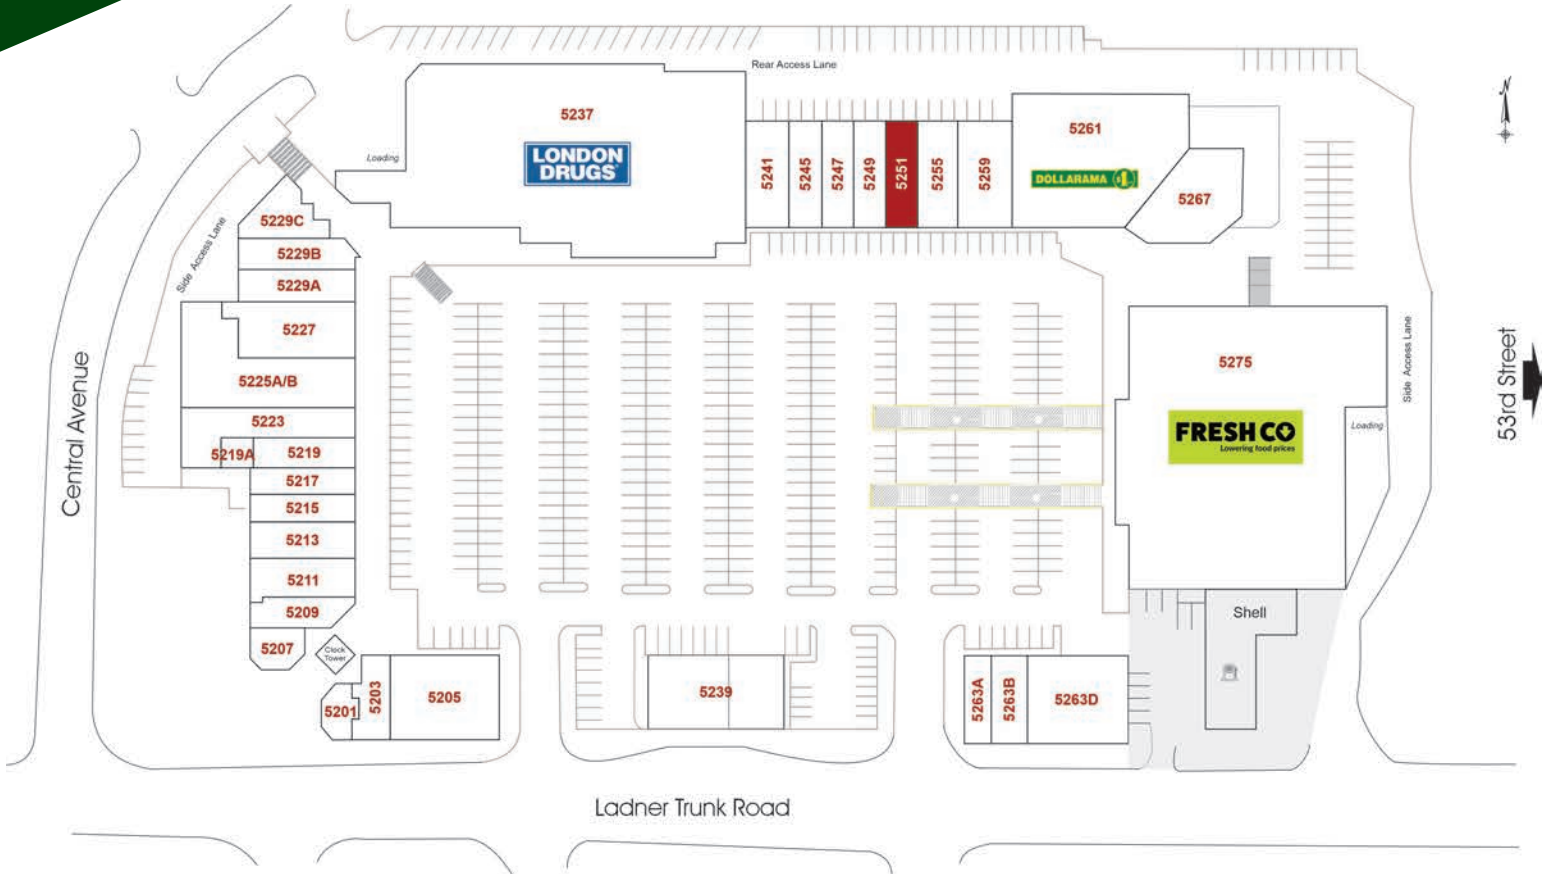 Rear Access Lane
N
5237
Loading
LONDON
DRUGS
5241
5245
5247
5249
5251
5255
5259
5261
DOLLARAMA $1
5267
5229C
5229B
5229A
Side Access Lane
5227
5225A/B
5223
5219A
5219
5217
5215
5213
5211
5209
5207
Clock
Tower
5201
5203
5205
5239
5263A
5263B
5263D
5275
FRESHCO
Lowering food prices
Loading
Side Access Lane
Shell
53rd Street
Central Avenue
Ladner Trunk Road